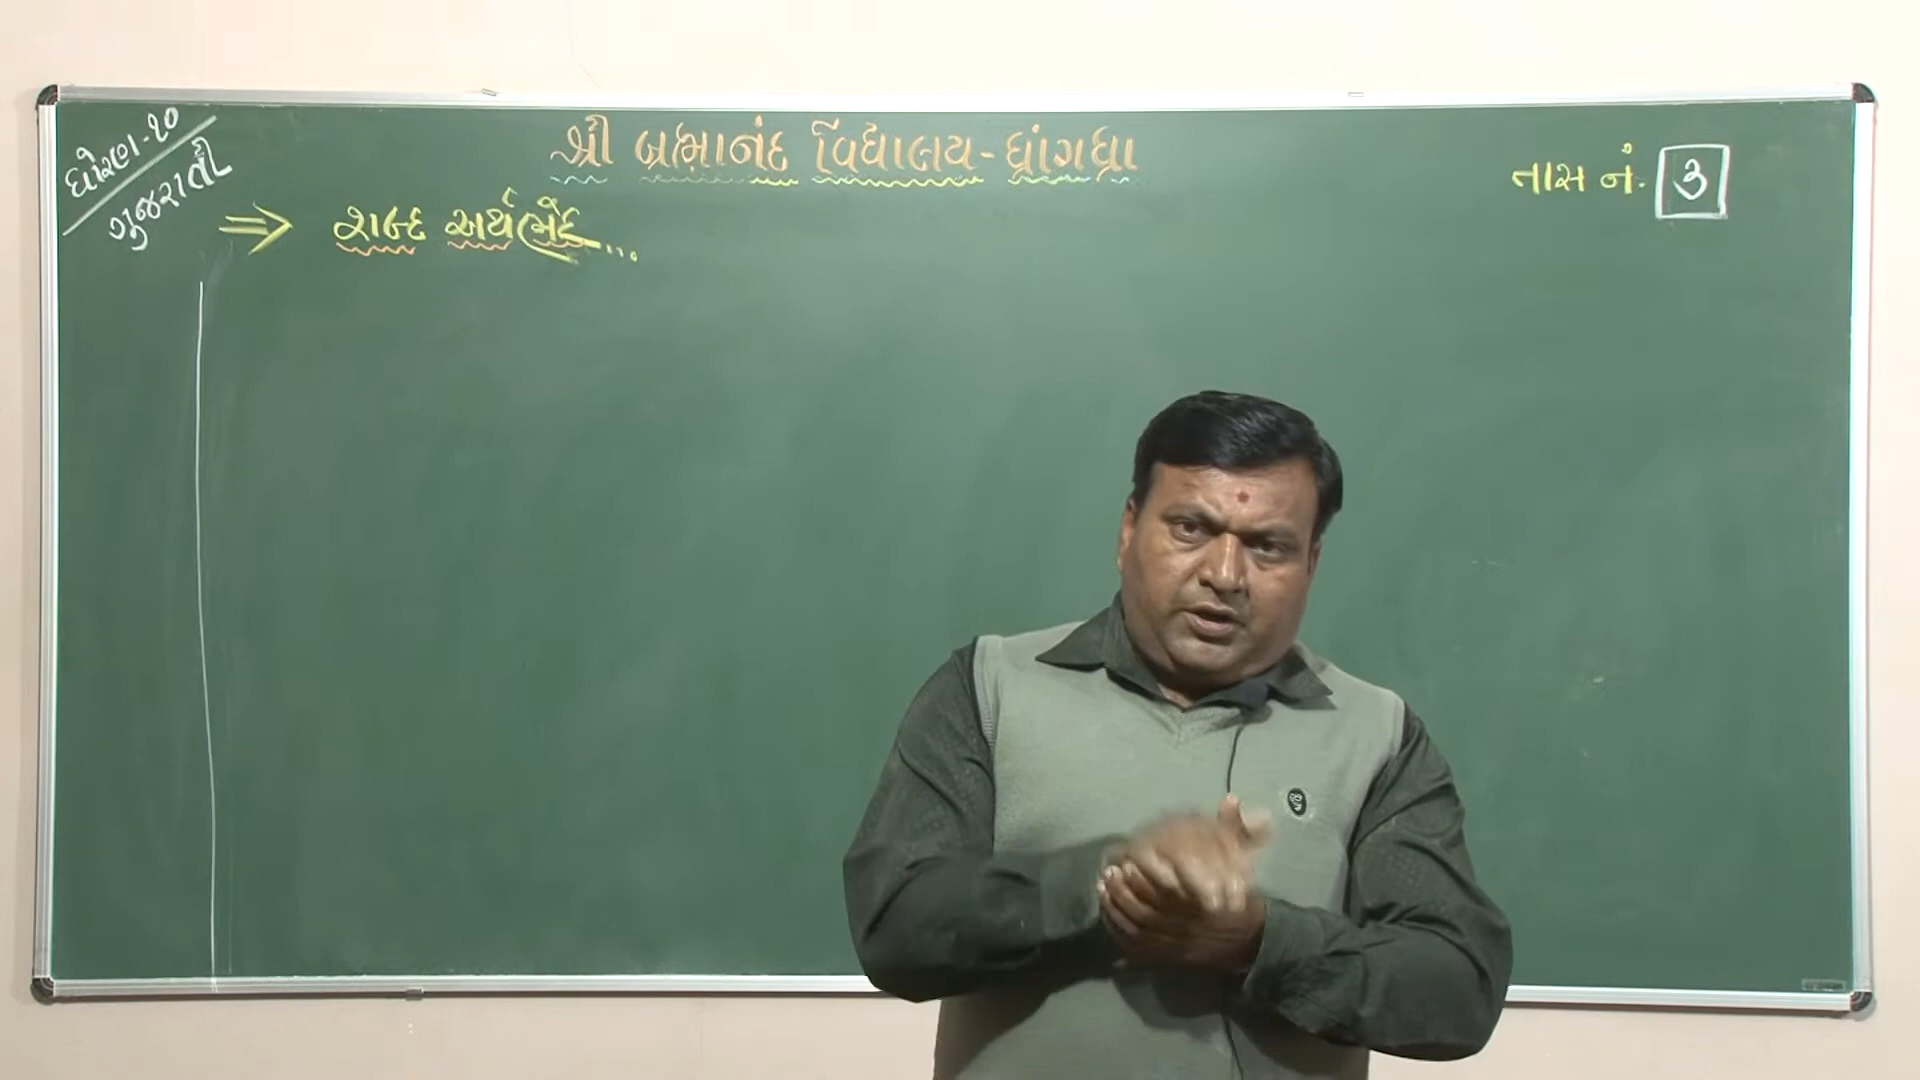 ધોરણ-૧૦
ગુજરાતી
શ્રી બ્રહ્માનંદ વિદ્યાલય-ધ્રાંગધ્રા
તાસ નં. ૩
⇒ શબ્દ અર્થભેદ...